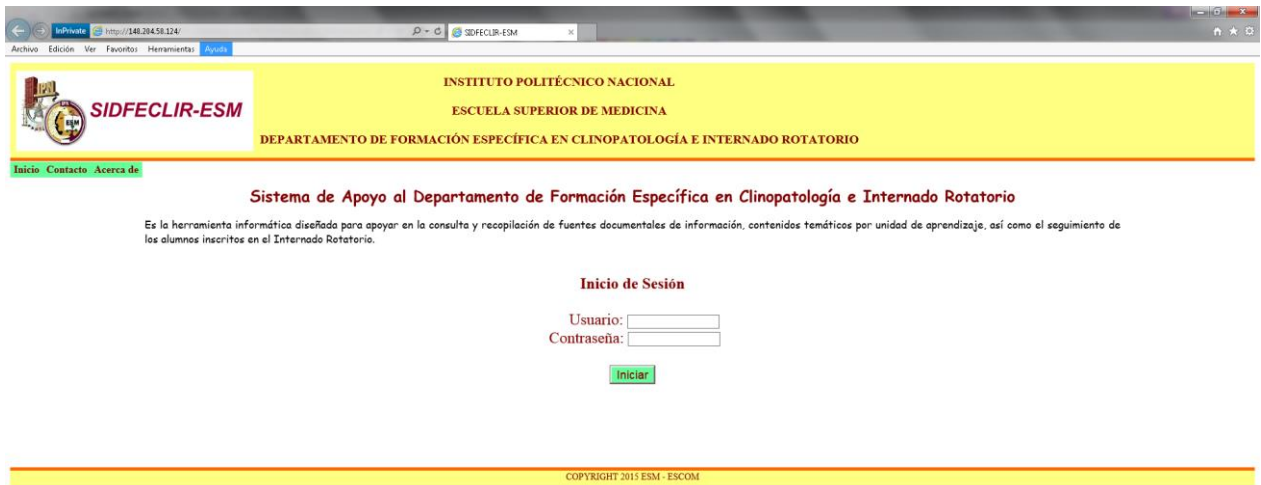 InPrivate http://148.204.58.124/ SIDFECLIR-ESM
Archivo Edición Ver Favoritos Herramientas Ayuda
IPN
ESM
SIDFECLIR-ESM
INSTITUTO POLITÉCNICO NACIONAL
ESCUELA SUPERIOR DE MEDICINA
DEPARTAMENTO DE FORMACIÓN ESPECÍFICA EN CLINOPATOLOGÍA E INTERNADO ROTATORIO
Inicio Contacto Acerca de
Sistema de Apoyo al Departamento de Formación Específica en Clinopatología e Internado Rotatorio
Es la herramienta informática diseñada para apoyar en la consulta y recopilación de fuentes documentales de información, contenidos temáticos por unidad de aprendizaje, así como el seguimiento de
los alumnos inscritos en el Internado Rotatorio.
Inicio de Sesión
Usuario:
Contraseña:
Iniciar
COPYRIGHT 2015 ESM - ESCOM